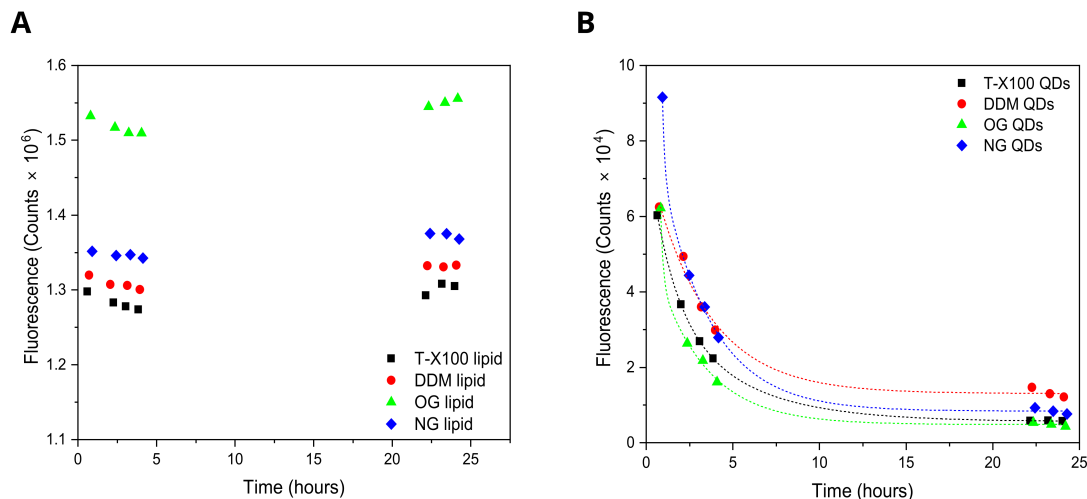 A
Fluorescence (Counts × 10⁶)
1.6
1.5
1.4
1.3
1.2
1.1
0
5
10
15
20
25
Time (hours)
T-X100 lipid
DDM lipid
OG lipid
NG lipid
B
Fluorescence (Counts × 10⁴)
10
8
6
4
2
0
0
5
10
15
20
25
Time (hours)
T-X100 QDs
DDM QDs
OG QDs
NG QDs